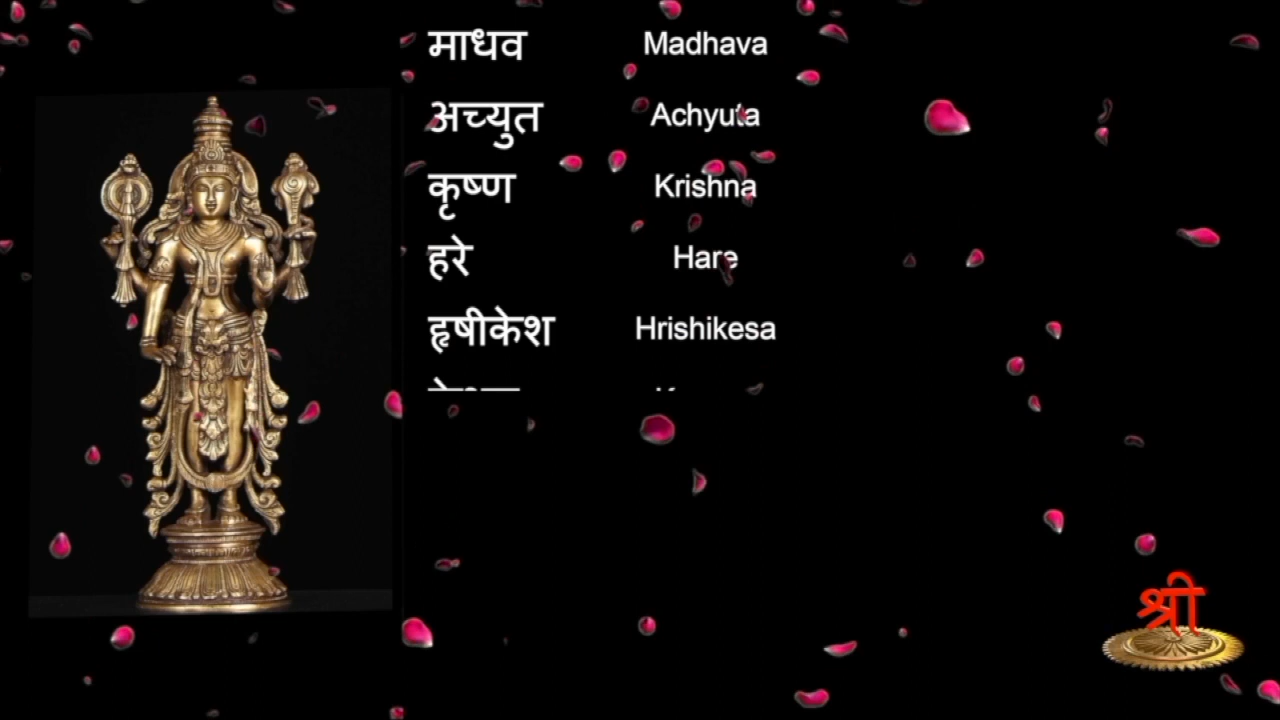 माधव Madhava
अच्युत Achyuta
कृष्ण Krishna
हरे Hare
हृषीकेश Hrishikesa
श्री